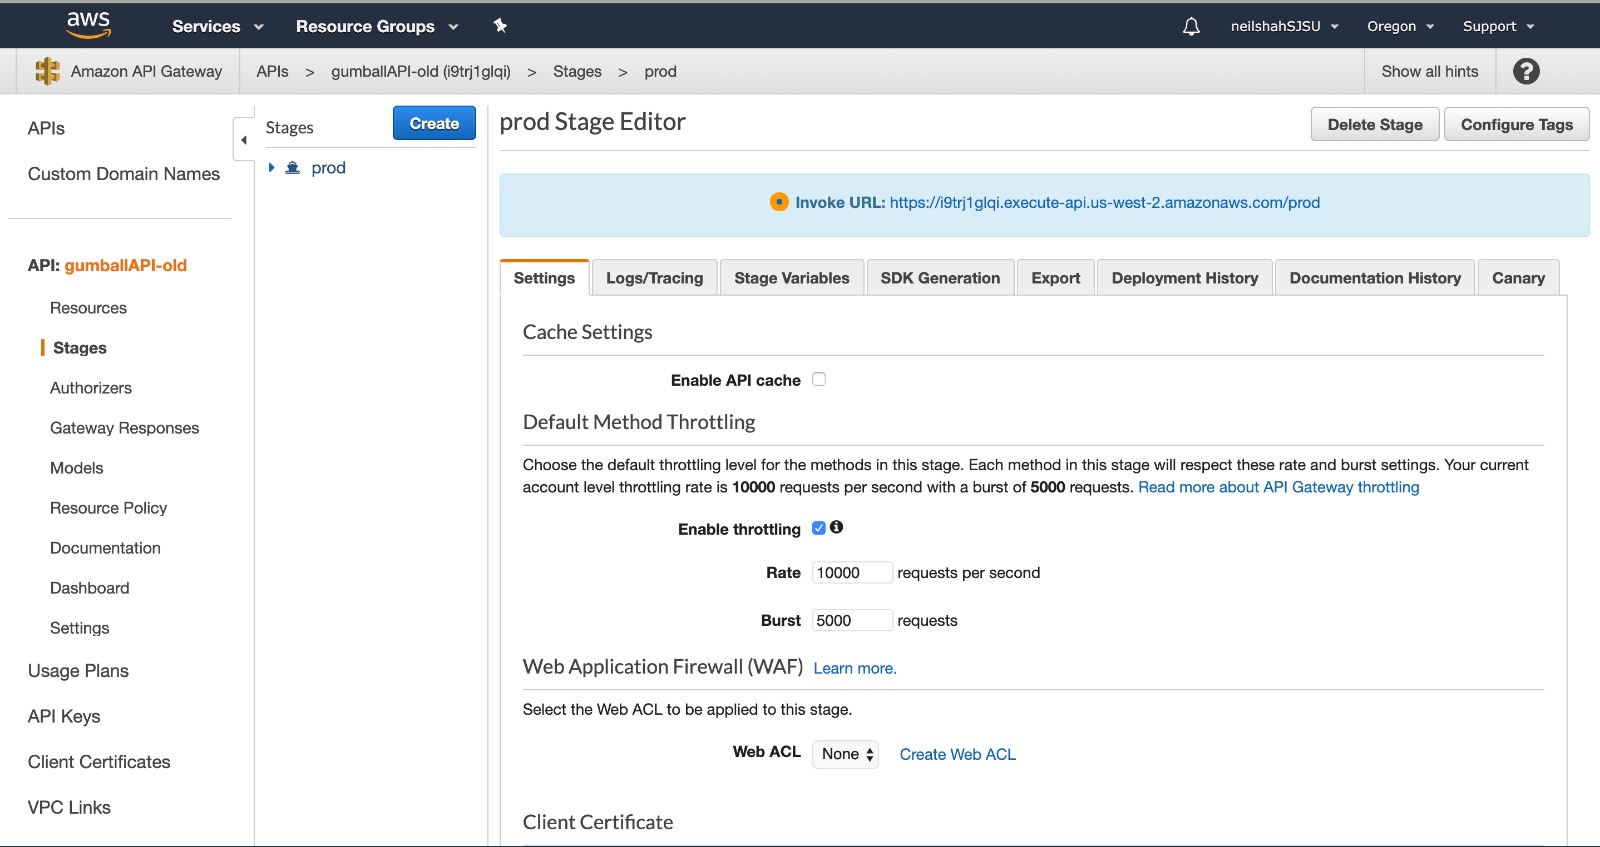 aws Services Resource Groups neilshahSJSU Oregon Support
Amazon API Gateway APIs > gumballAPI-old (i9trj1glqi) > Stages > prod Show all hints ?
APIs
Custom Domain Names
API: gumballAPI-old
Resources
Stages
Authorizers
Gateway Responses
Models
Resource Policy
Documentation
Dashboard
Settings
Usage Plans
API Keys
Client Certificates
VPC Links
Stages Create
prod
prod Stage Editor Delete Stage Configure Tags
Invoke URL: https://i9trj1glqi.execute-api.us-west-2.amazonaws.com/prod
Settings Logs/Tracing Stage Variables SDK Generation Export Deployment History Documentation History Canary
Cache Settings
Enable API cache
Default Method Throttling
Choose the default throttling level for the methods in this stage. Each method in this stage will respect these rate and burst settings. Your current
account level throttling rate is 10000 requests per second with a burst of 5000 requests. Read more about API Gateway throttling
Enable throttling
Rate 10000 requests per second
Burst 5000 requests
Web Application Firewall (WAF) Learn more.
Select the Web ACL to be applied to this stage.
Web ACL None Create Web ACL
Client Certificate